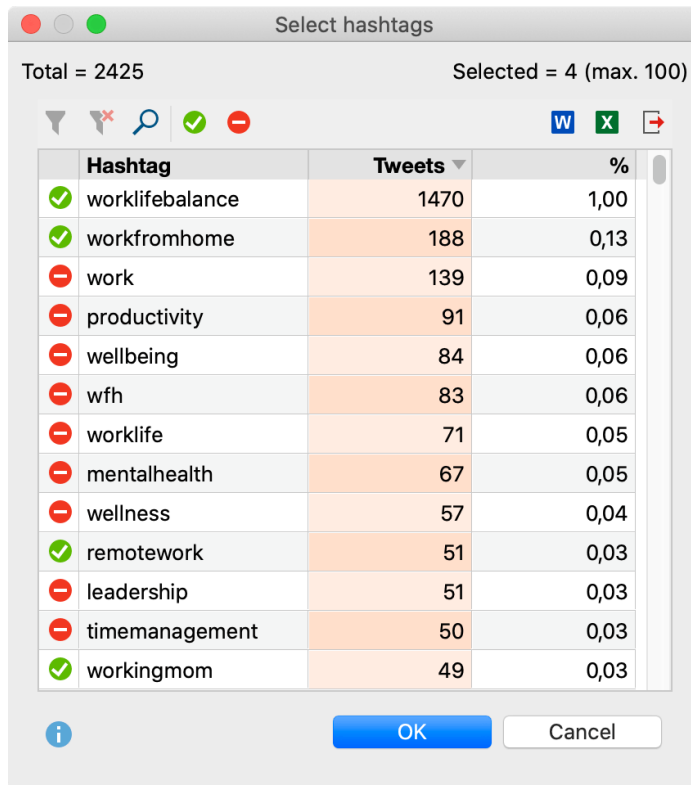 Select hashtags
Total = 2425 Selected = 4 (max. 100)
W X
Hashtag Tweets %
worklifebalance 1470 1,00
workfromhome 188 0,13
work 139 0,09
productivity 91 0,06
wellbeing 84 0,06
wfh 83 0,06
worklife 71 0,05
mentalhealth 67 0,05
wellness 57 0,04
remotework 51 0,03
leadership 51 0,03
timemanagement 50 0,03
workingmom 49 0,03
i OK Cancel